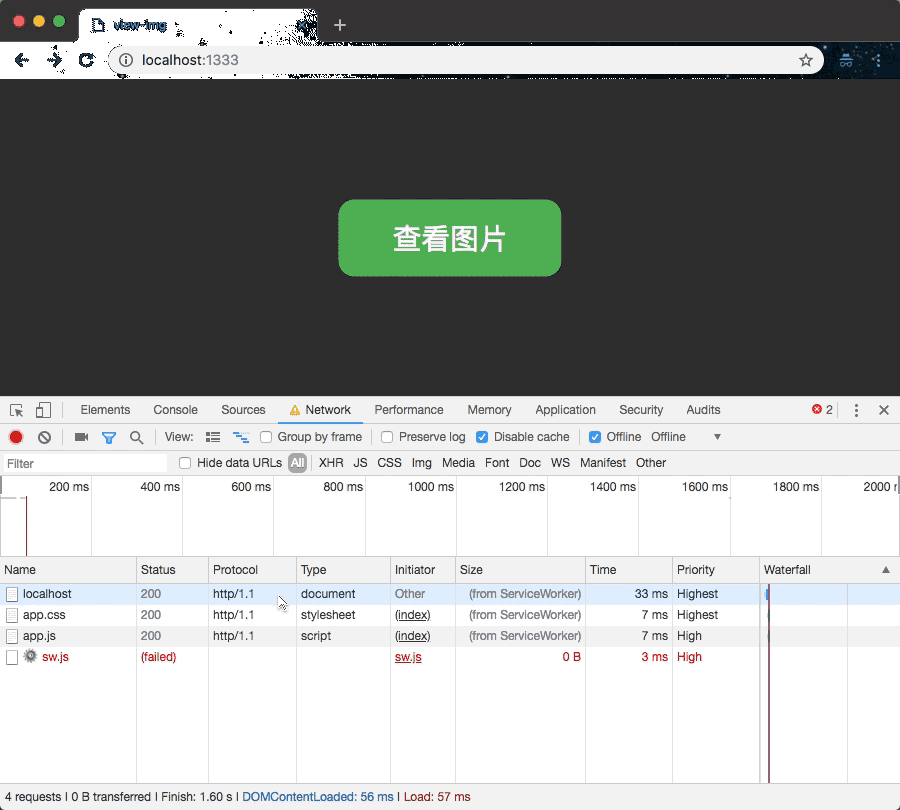 view-img
localhost:1333
查看图片
Elements Console Sources Network Performance Memory Application Security Audits 2
View: Group by frame Preserve log Disable cache Offline Offline
Filter Hide data URLs All XHR JS CSS Img Media Font Doc WS Manifest Other
200 ms 400 ms 600 ms 800 ms 1000 ms 1200 ms 1400 ms 1600 ms 1800 ms 2000
Name Status Protocol Type Initiator Size Time Priority Waterfall
localhost 200 http/1.1 document Other (from ServiceWorker) 33 ms Highest
app.css 200 http/1.1 stylesheet (index) (from ServiceWorker) 7 ms Highest
app.js 200 http/1.1 script (index) (from ServiceWorker) 7 ms High
sw.js (failed) sw.js 0 B 3 ms High
4 requests | 0 B transferred | Finish: 1.60 s | DOMContentLoaded: 56 ms | Load: 57 ms